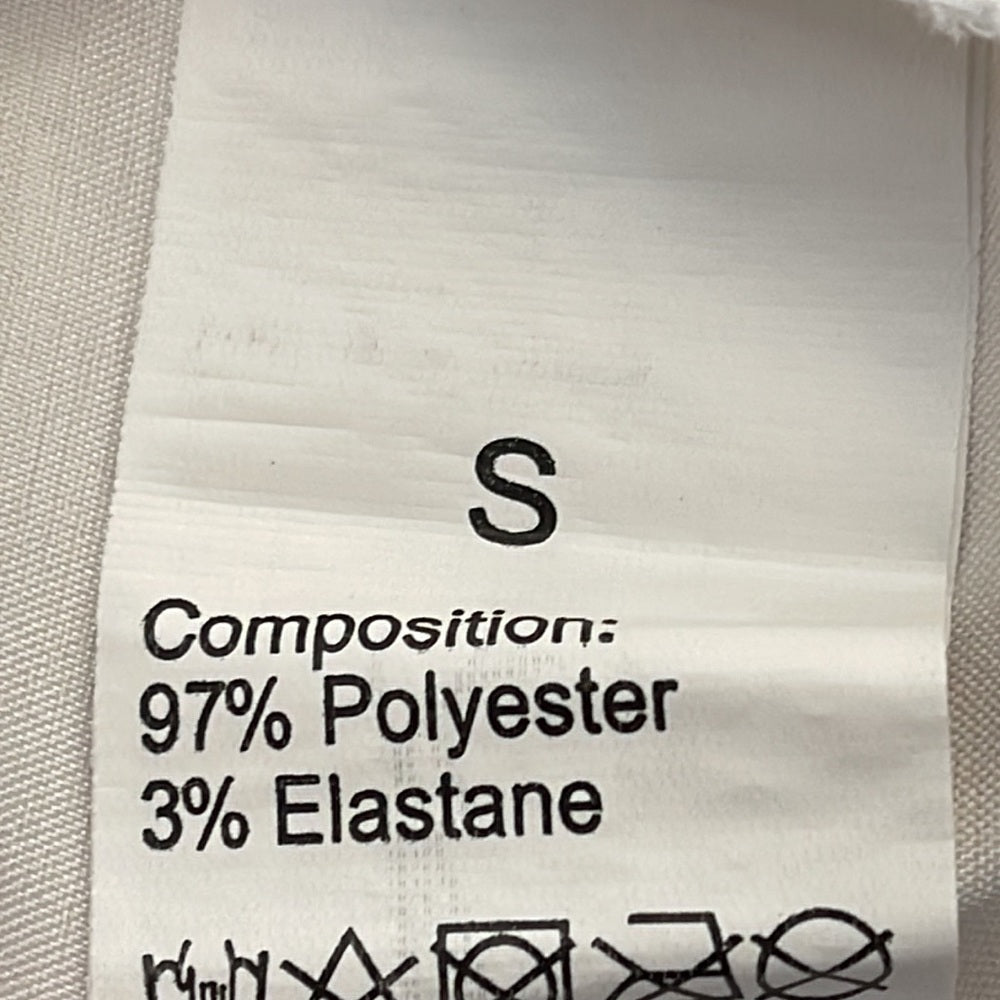 S
Composition:
97% Polyester
3% Elastane